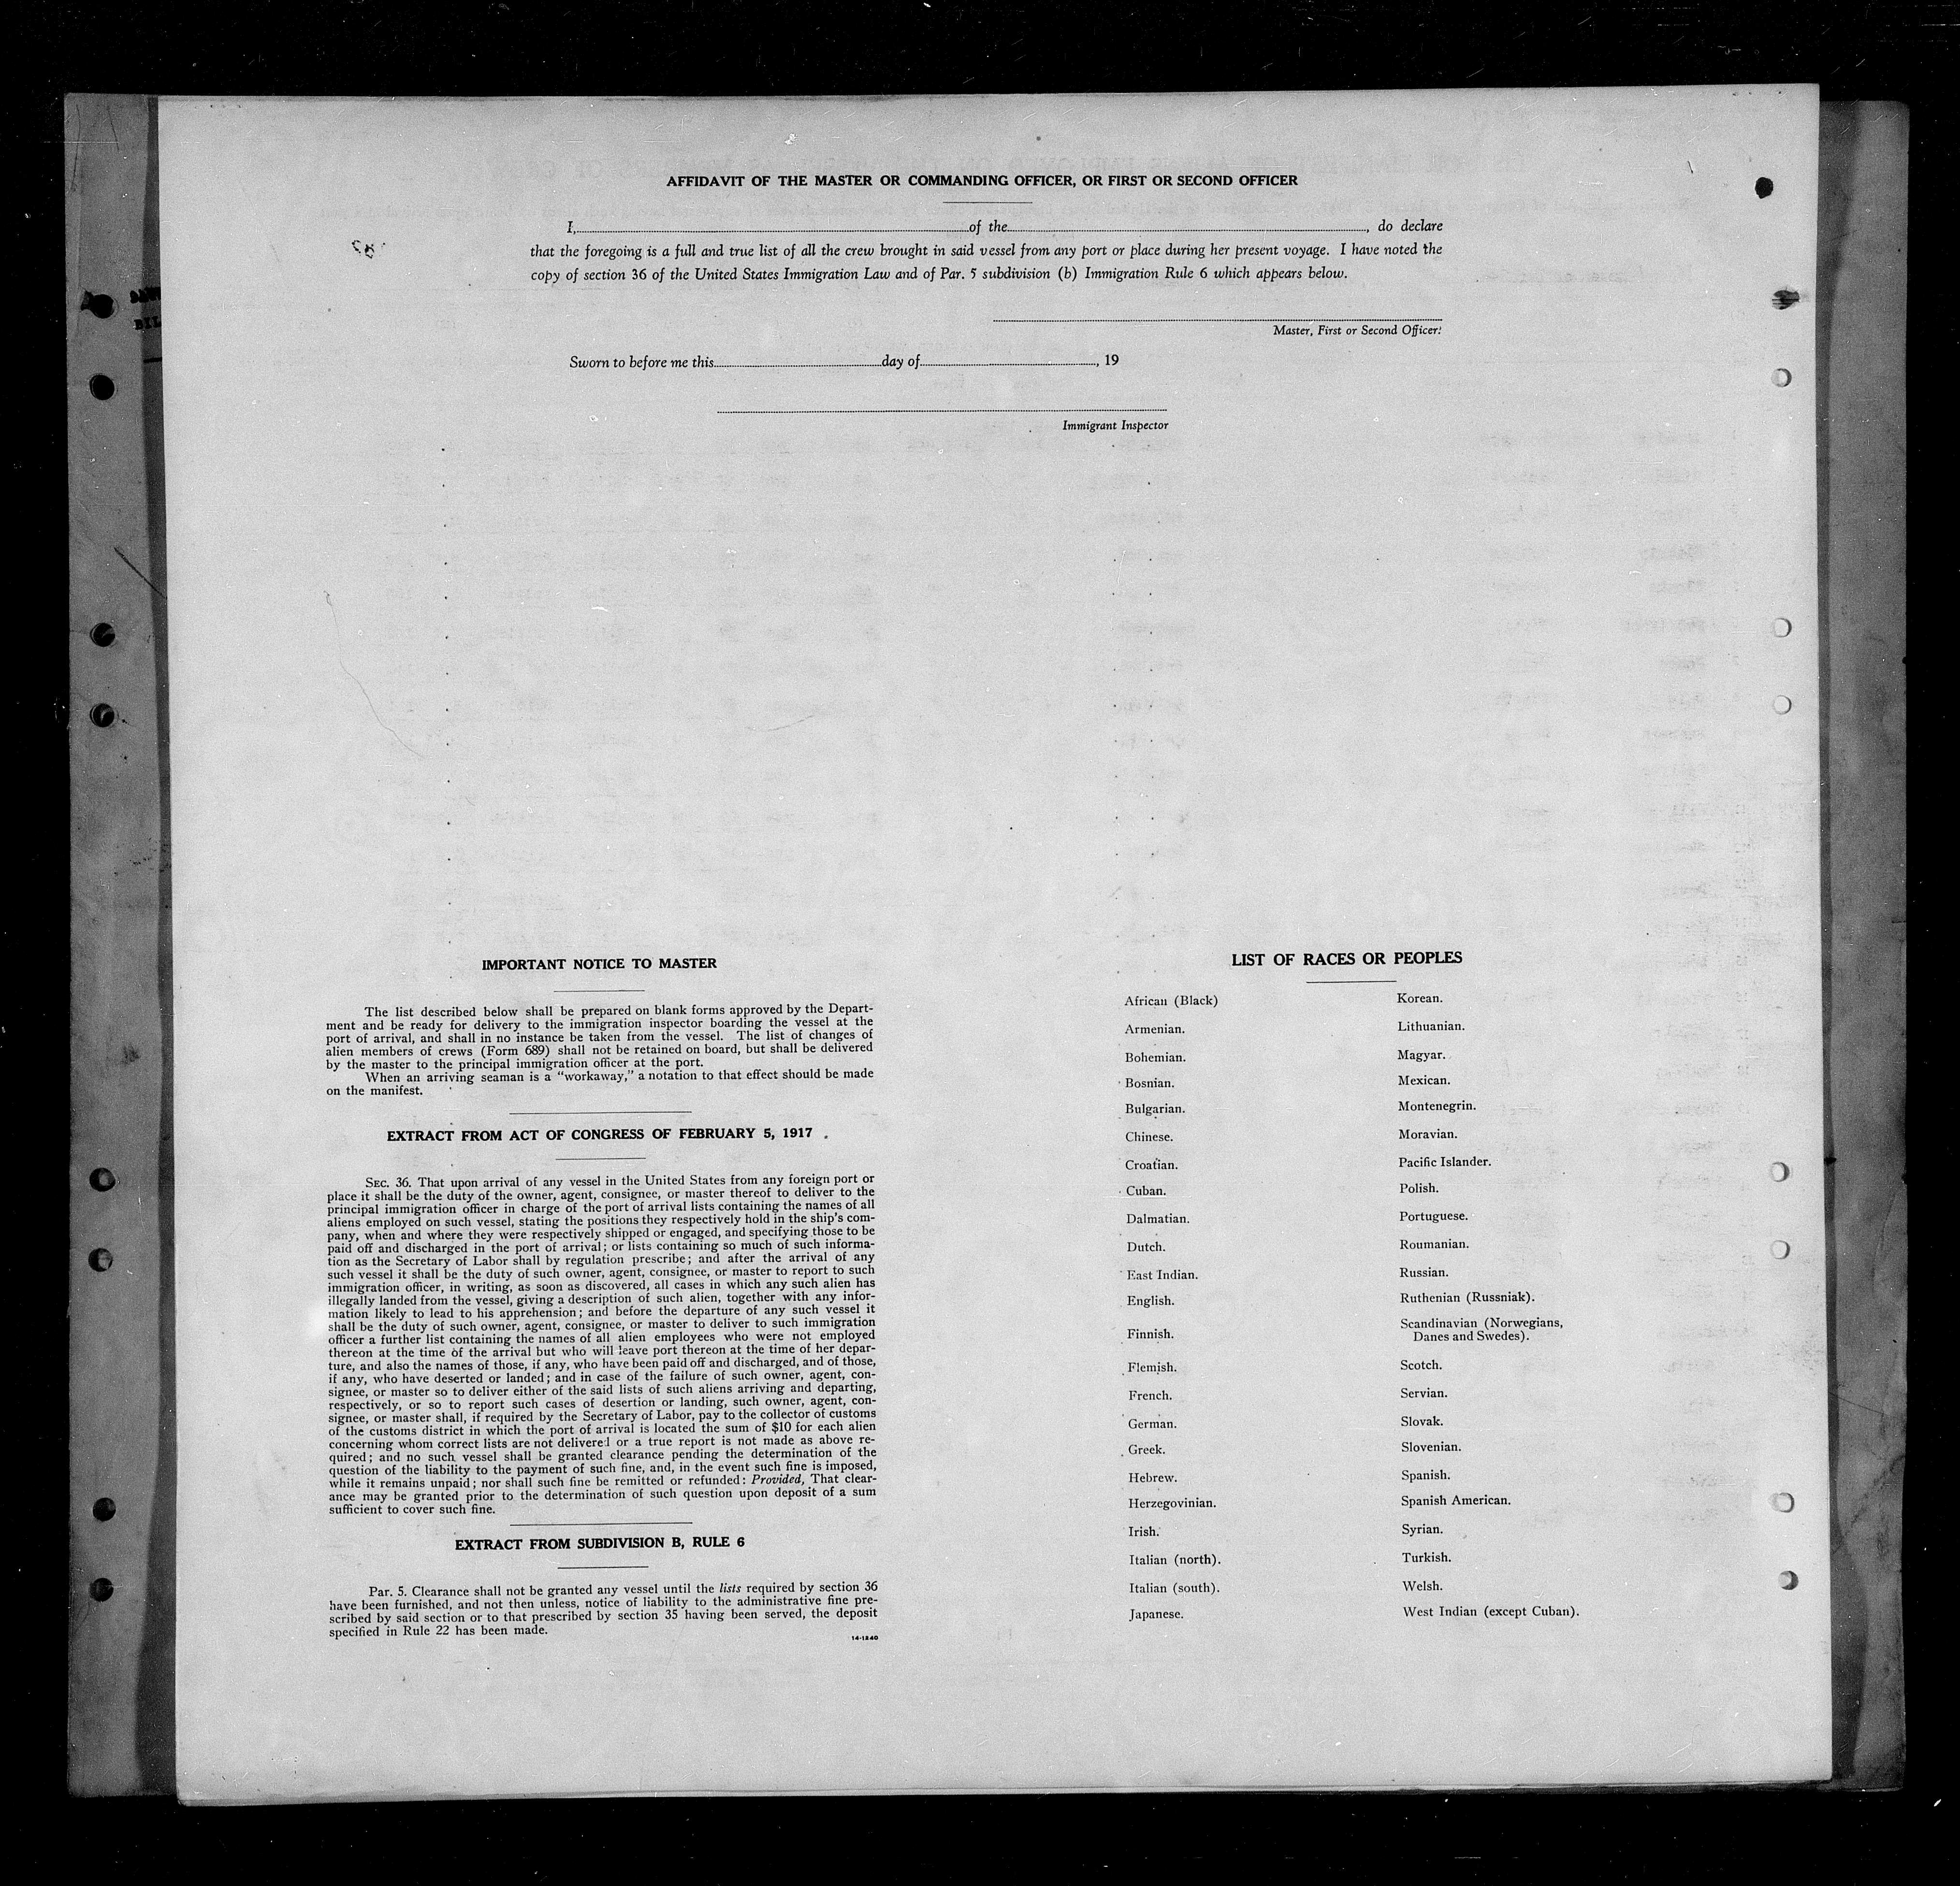 AFFIDAVIT OF THE MASTER OR COMMANDING OFFICER, OR FIRST OR SECOND OFFICER
I, of the , do declare
that the foregoing is a full and true list of all the crew brought in said vessel from any port or place during her present voyage. I have noted the
copy of section 36 of the United States Immigration Law and of Par. 5 subdivision (b) Immigration Rule 6 which appears below.
Master, First or Second Officer.
Sworn to before me this day of , 19
Immigrant Inspector
IMPORTANT NOTICE TO MASTER
The list described below shall be prepared on blank forms approved by the Depart-
ment and be ready for delivery to the immigration inspector boarding the vessel at the
port of arrival, and shall in no instance be taken from the vessel. The list of changes of
alien members of crews (Form 689) shall not be retained on board, but shall be delivered
by the master to the principal immigration officer at the port.
When an arriving seaman is a "workaway," a notation to that effect should be made
on the manifest.
EXTRACT FROM ACT OF CONGRESS OF FEBRUARY 5, 1917
SEC. 36. That upon arrival of any vessel in the United States from any foreign port or
place it shall be the duty of the owner, agent, consignee, or master thereof to deliver to the
principal immigration officer in charge of the port of arrival lists containing the names of all
aliens employed on such vessel, stating the positions they respectively hold in the ship's com-
pany, when and where they were respectively shipped or engaged, and specifying those to be
paid off and discharged in the port of arrival; or lists containing so much of such informa-
tion as the Secretary of Labor shall by regulation prescribe; and after the arrival of any
such vessel it shall be the duty of such owner, agent, consignee, or master to report to such
immigration officer, in writing, as soon as discovered, all cases in which any such alien has
illegally landed from the vessel, giving a description of such alien, together with any infor-
mation likely to lead to his apprehension; and before the departure of any such vessel it
shall be the duty of such owner, agent, consignee, or master to deliver to such immigration
officer a further list containing the names of all alien employees who were not employed
thereon at the time of the arrival but who will leave port thereon at the time of her depar-
ture, and also the names of those, if any, who have been paid off and discharged, and of those,
if any, who have deserted or landed; and in case of the failure of such owner, agent, con-
signee, or master so to deliver either of the said lists of such aliens arriving and departing,
respectively, or so to report such cases of desertion or landing, such owner, agent, con-
signee, or master shall, if required by the Secretary of Labor, pay to the collector of customs
of the customs district in which the port of arrival is located the sum of $10 for each alien
concerning whom correct lists are not delivered or a true report is not made as above re-
quired; and no such vessel shall be granted clearance pending the determination of the
question of the liability to the payment of such fine, and, in the event such fine is imposed,
while it remains unpaid; nor shall such fine be remitted or refunded: Provided, That clear-
ance may be granted prior to the determination of such question upon deposit of a sum
sufficient to cover such fine.
EXTRACT FROM SUBDIVISION B, RULE 6
Par. 5. Clearance shall not be granted any vessel until the lists required by section 36
have been furnished, and not then unless, notice of liability to the administrative fine pre-
scribed by said section or to that prescribed by section 35 having been served, the deposit
specified in Rule 22 has been made.
14-1240
LIST OF RACES OR PEOPLES
African (Black)
Armenian.
Bohemian.
Bosnian.
Bulgarian.
Chinese.
Croatian.
Cuban.
Dalmatian.
Dutch.
East Indian.
English.
Finnish.
Flemish.
French.
German.
Greek.
Hebrew.
Herzegovinian.
Irish.
Italian (north).
Italian (south).
Japanese.
Korean.
Lithuanian.
Magyar.
Mexican.
Montenegrin.
Moravian.
Pacific Islander.
Polish.
Portuguese.
Roumanian.
Russian.
Ruthenian (Russniak).
Scandinavian (Norwegians,
Danes and Swedes).
Scotch.
Servian.
Slovak.
Slovenian.
Spanish.
Spanish American.
Syrian.
Turkish.
Welsh.
West Indian (except Cuban).